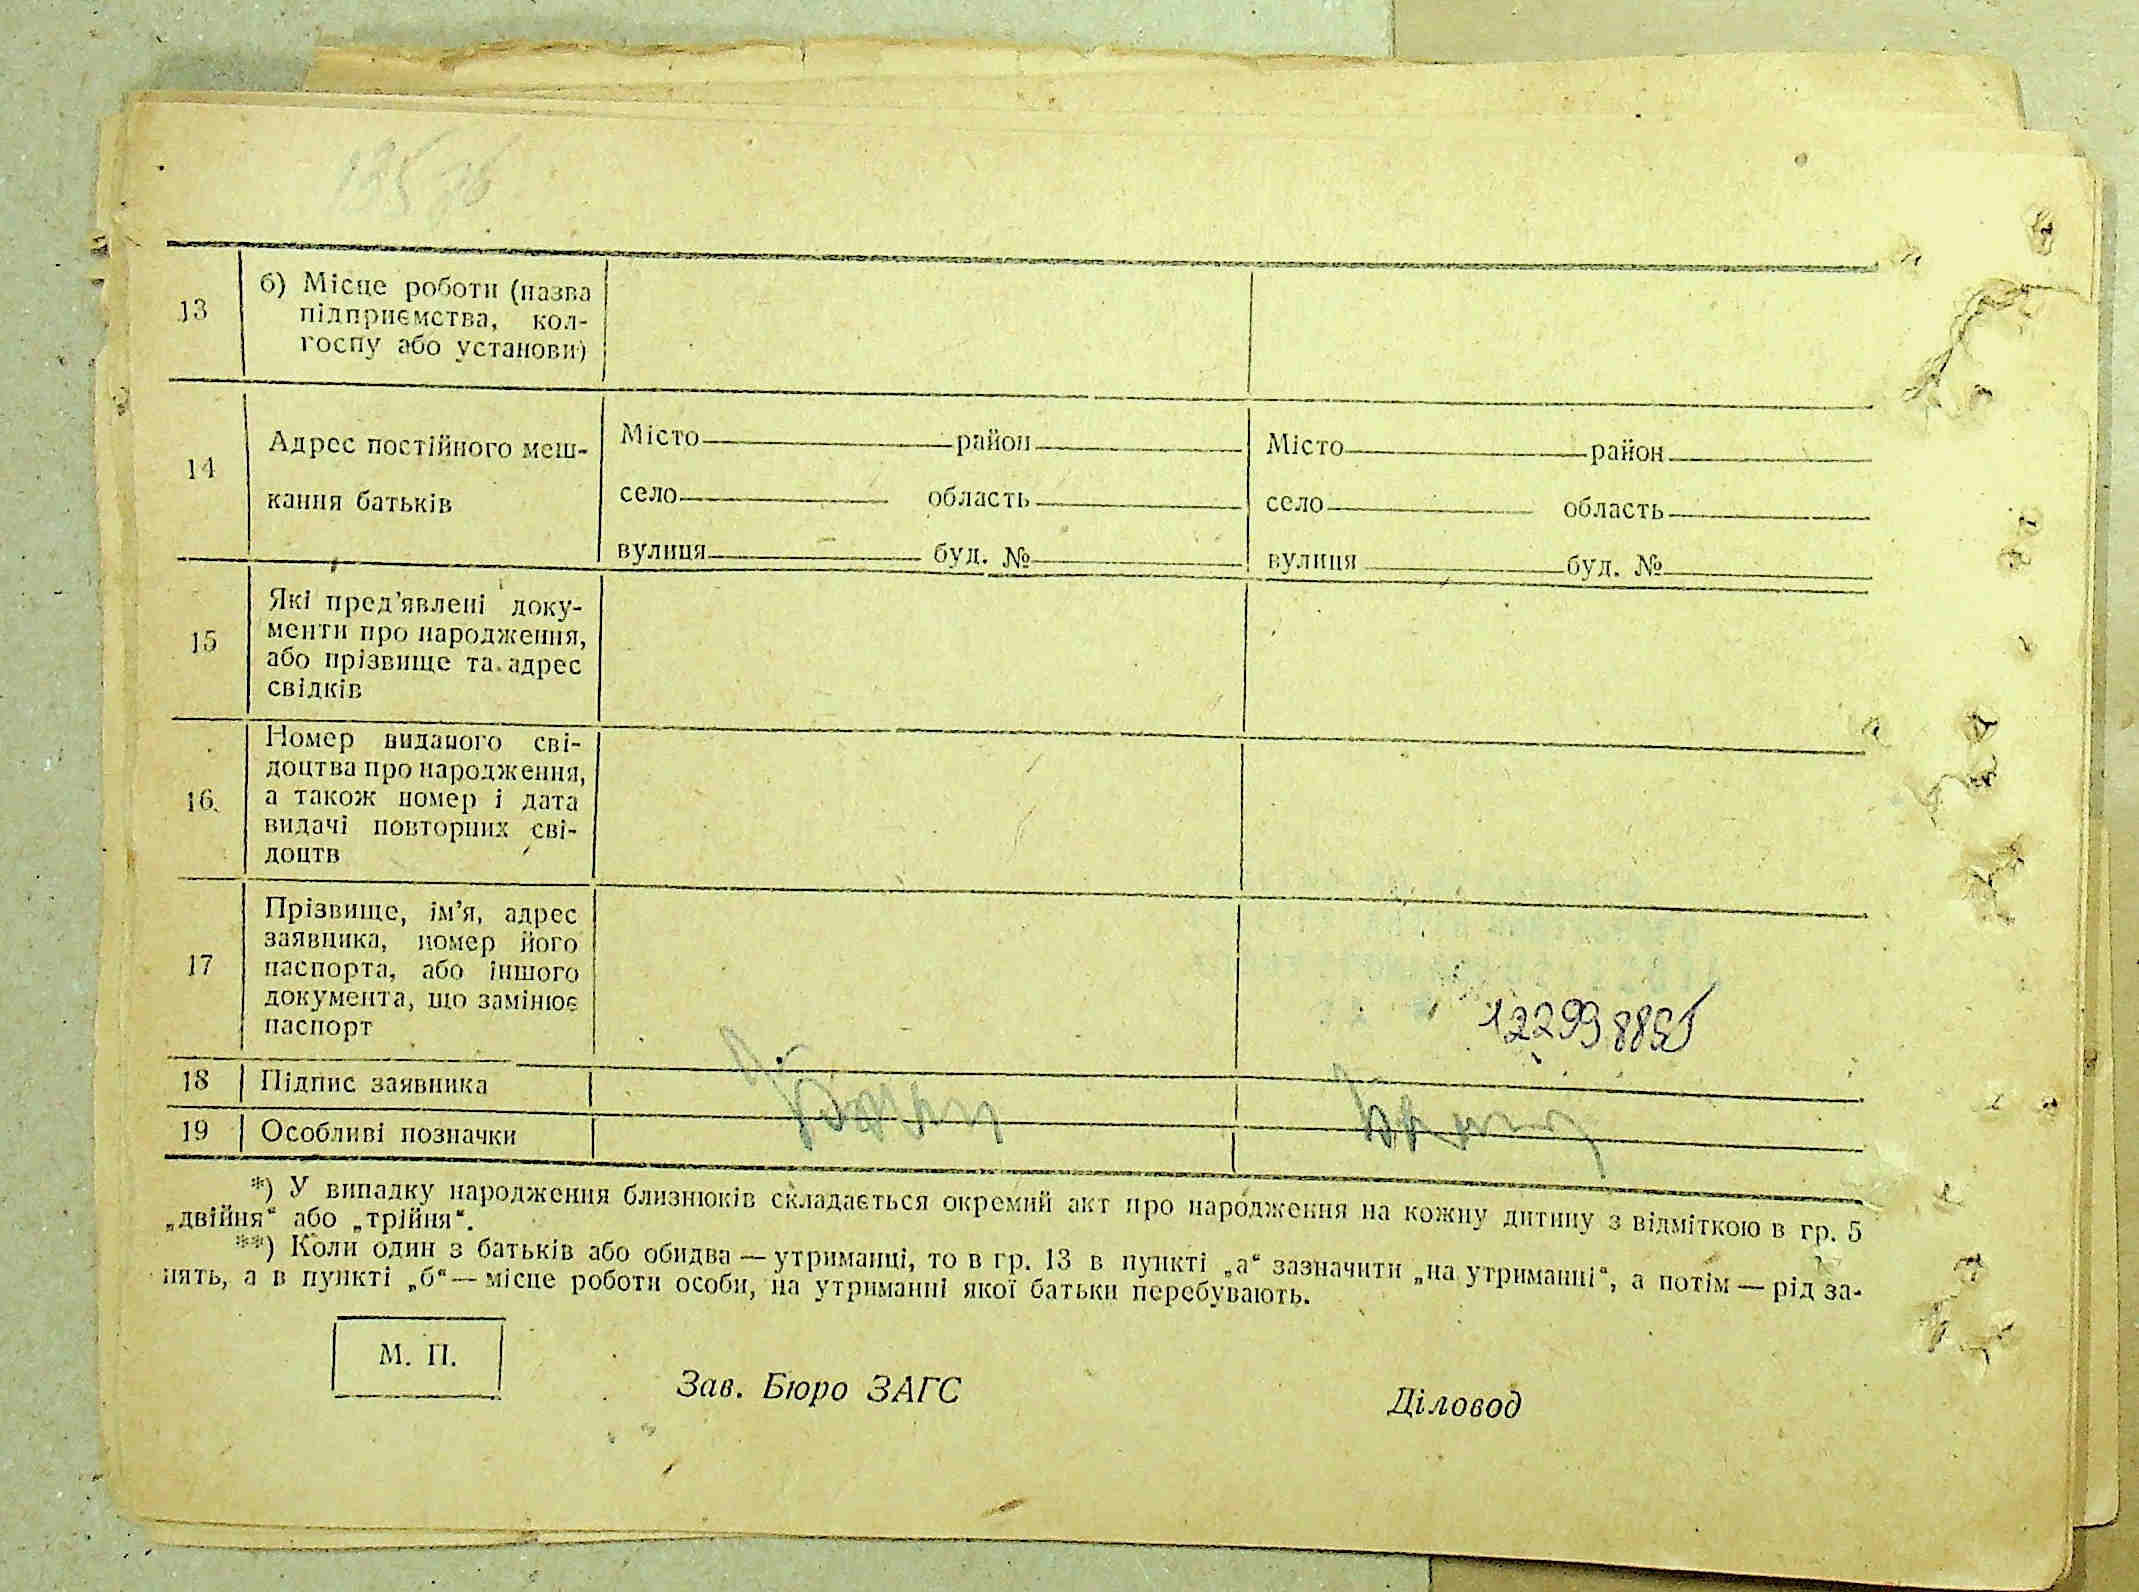 13
б) Місце роботи (назва
підприємства, кол-
госпу або установи)
14
Адрес постійного меш-
кання батьків
Місто район
село область
вулиця буд. №
Місто район
село область
вулиця буд. №
15
Які пред'явлені доку-
менти про народження,
або прізвище та адрес
свідків
16
Номер виданого сві-
доцтва про народження,
а також номер і дата
видачі повторних сві-
доцтв
17
Прізвище, ім'я, адрес
заявника, номер його
паспорта, або іншого
документа, що замінює
паспорт
18 Підпис заявника
19 Особливі позначки
*) У випадку народження близнюків складається окремий акт про народження на кожну дитину з відміткою в гр. 5
„двійня“ або „трійня“.
**) Коли один з батьків або обидва — утриманці, то в гр. 13 в пункті „а“ зазначити „на утриманні“, а потім — рід за-
нять, а в пункті „б“ — місце роботи особи, на утриманні якої батьки перебувають.
М. П.
Зав. Бюро ЗАГС
Діловод